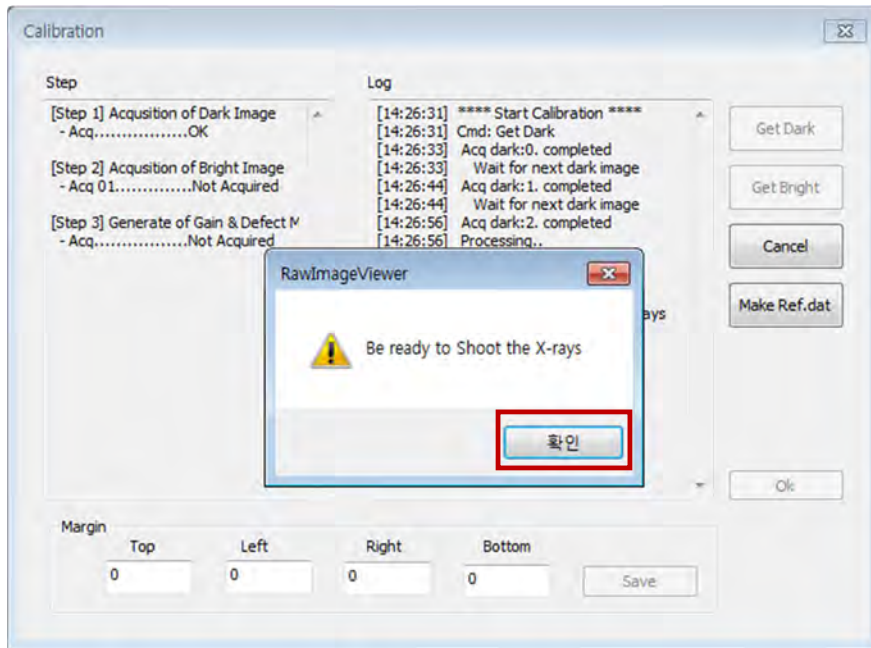 Calibration
Step
[Step 1] Acqusition of Dark Image
- Acq.................OK
[Step 2] Acqusition of Bright Image
- Acq 01..............Not Acquired
[Step 3] Generate of Gain & Defect M
- Acq.................Not Acquired
Log
[14:26:31] **** Start Calibration ****
[14:26:31] Cmd: Get Dark
[14:26:33] Acq dark:0. completed
[14:26:33] Wait for next dark image
[14:26:44] Acq dark:1. completed
[14:26:44] Wait for next dark image
[14:26:56] Acq dark:2. completed
[14:26:56] Processing..
ays
Get Dark
Get Bright
Cancel
Make Ref.dat
Ok
RawImageViewer
Be ready to Shoot the X-rays
확인
Margin
Top Left Right Bottom
0 0 0 0 Save